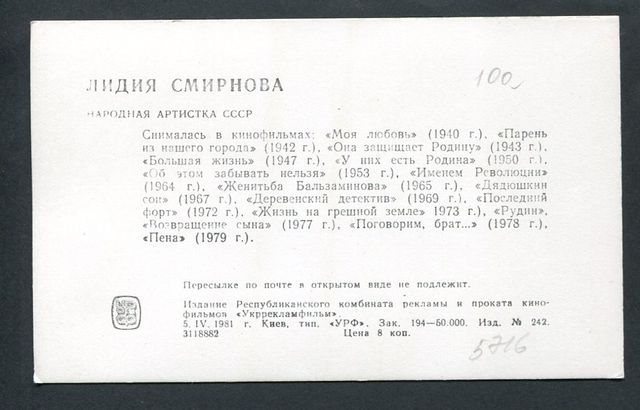 ЛИДИЯ СМИРНОВА
100
НАРОДНАЯ АРТИСТКА СССР
Снималась в кинофильмах: «Моя любовь» (1940 г.), «Парень
из нашего города» (1942 г.), «Она защищает Родину» (1943 г.),
«Большая жизнь» (1947 г.), «У них есть Родина» (1950 г.),
«Об этом забывать нельзя» (1953 г.), «Именем Революции»
(1964 г.), «Женитьба Бальзаминова» (1965 г.), «Дядюшкин
сон» (1967 г.), «Деревенский детектив» (1969 г.), «Последний
форт» (1972 г.). «Жизнь на грешной земле» 1973 г.), «Рудин»,
«Возвращение сына» (1977 г.), «Поговорим, брат...» (1978 г.),
«Пена» (1979 г.).
Пересылке по почте в открытом виде не подлежит.
Издание Республиканского комбината рекламы и проката кино-
фильмов «Укррекламфильм».
5. IV. 1981 г. Киев, тип. «УРФ». Зак. 194—50.000. Изд. № 242.
3118882 Цена 8 коп.
5716